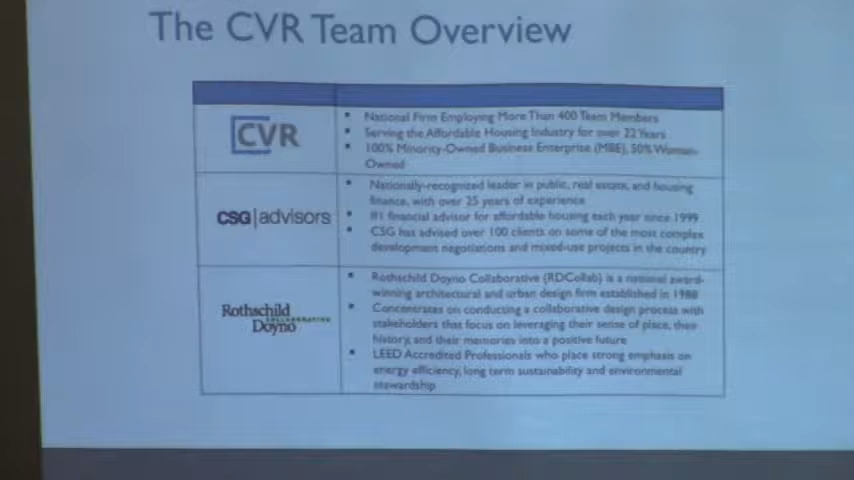 The CVR Team Overview
CVR
National Firm Employing More Than 400 Team Members
Serving the Affordable Housing Industry for over 22 Years
100% Minority-Owned Business Enterprise (MBE), 50% Woman-
Owned
CSG|advisors
Nationally-recognized leader in public, real estate, and housing
finance, with over 25 years of experience
#1 financial advisor for affordable housing each year since 1999
CSG has advised over 100 clients on some of the most complex
development negotiations and mixed-use projects in the country
Rothschild
Doyno
COLLABORATIVE
Rothschild Doyno Collaborative (RDCollab) is a national award-
winning architectural and urban design firm established in 1988
Concentrates on conducting a collaborative design process with
stakeholders that focus on leveraging their sense of place, their
history, and their memories into a positive future
LEED Accredited Professionals who place strong emphasis on
energy efficiency, long term sustainability and environmental
stewardship